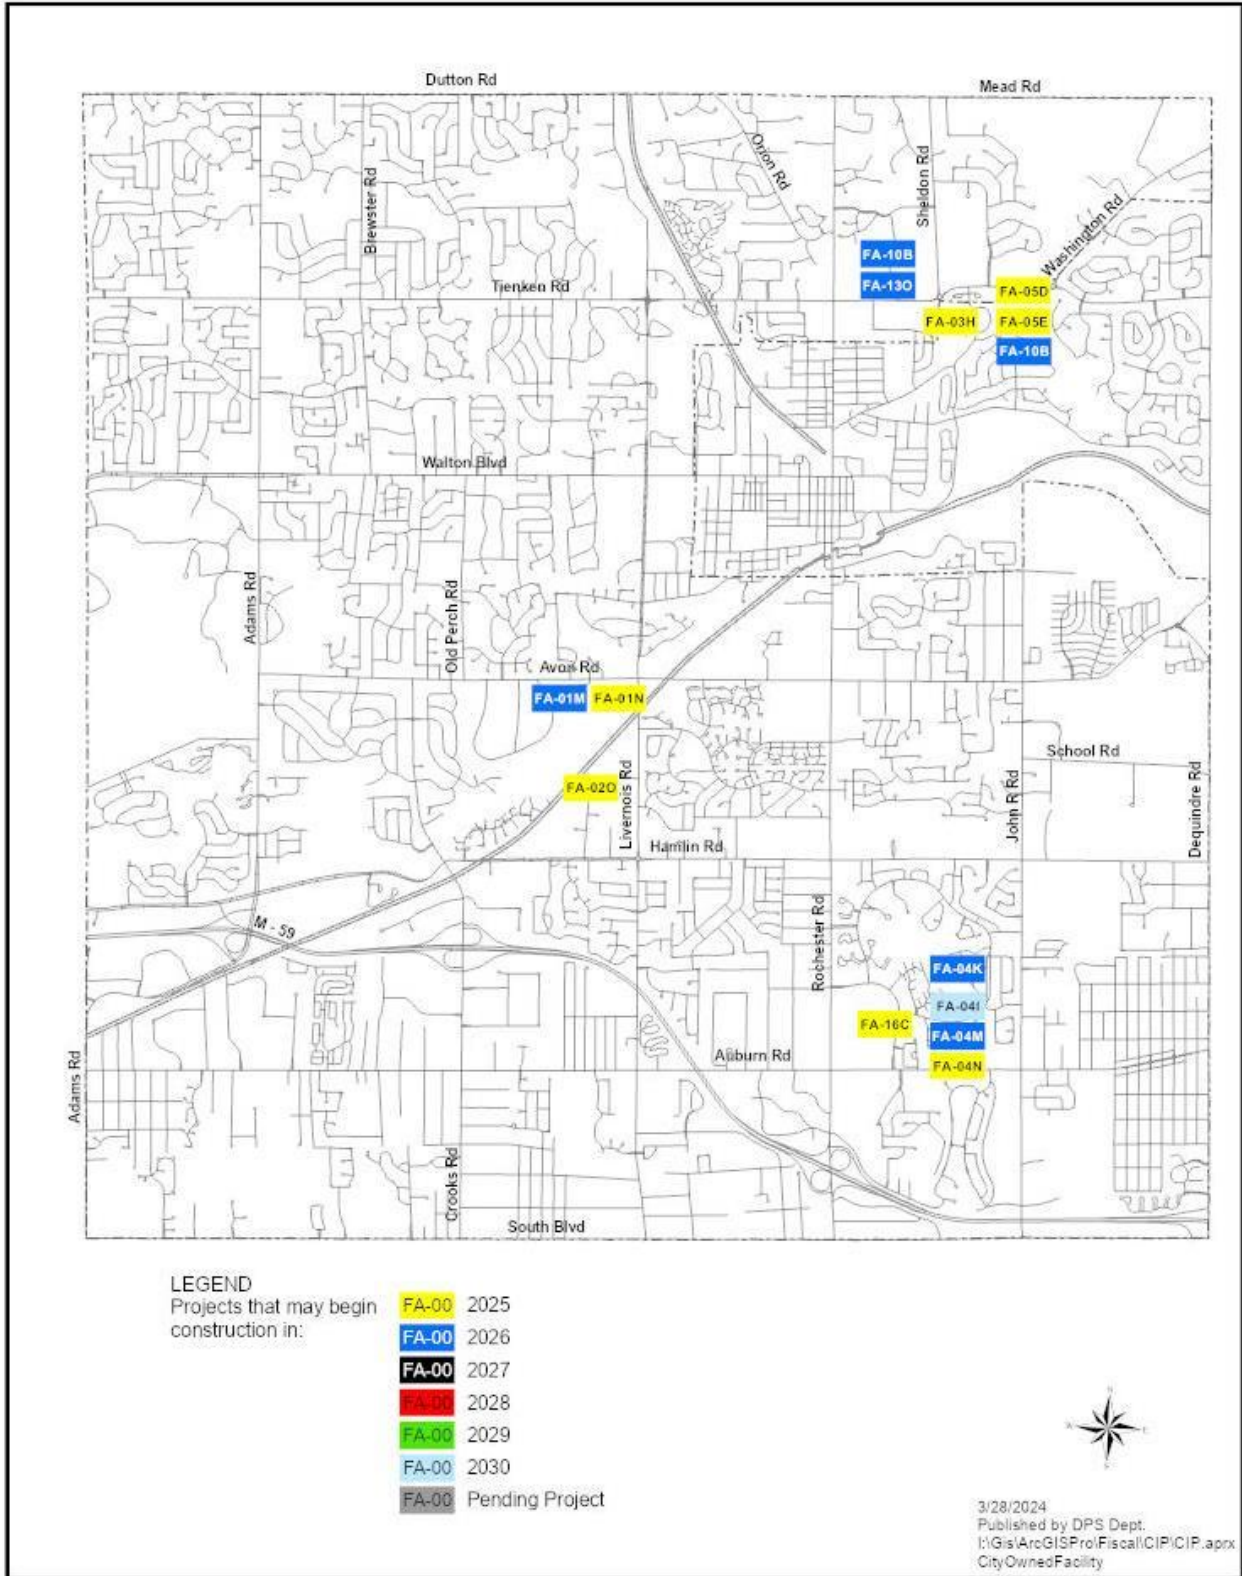 Dutton Rd
Mead Rd
Orion Rd
Sheldon Rd
Brewster Rd
Washington Rd
FA-10B
FA-13O
Tienken Rd
FA-05D
FA-03H
FA-05E
FA-10B
Walton Blvd
Adams Rd
Old Perch Rd
Avon Rd
FA-01M
FA-01N
School Rd
FA-02O
Livernois Rd
John R Rd
Dequindre Rd
Hamlin Rd
M - 59
Rochester Rd
FA-04K
FA-04I
FA-16C
FA-04M
Auburn Rd
FA-04N
Adams Rd
Crooks Rd
South Blvd
LEGEND
Projects that may begin
construction in:
FA-00 2025
FA-00 2026
FA-00 2027
FA-00 2028
FA-00 2029
FA-00 2030
FA-00 Pending Project
N
W
E
S
3/28/2024
Published by DPS Dept.
I:\Gis\ArcGISPro\Fiscal\CIP\CIP.aprx
CityOwnedFacility